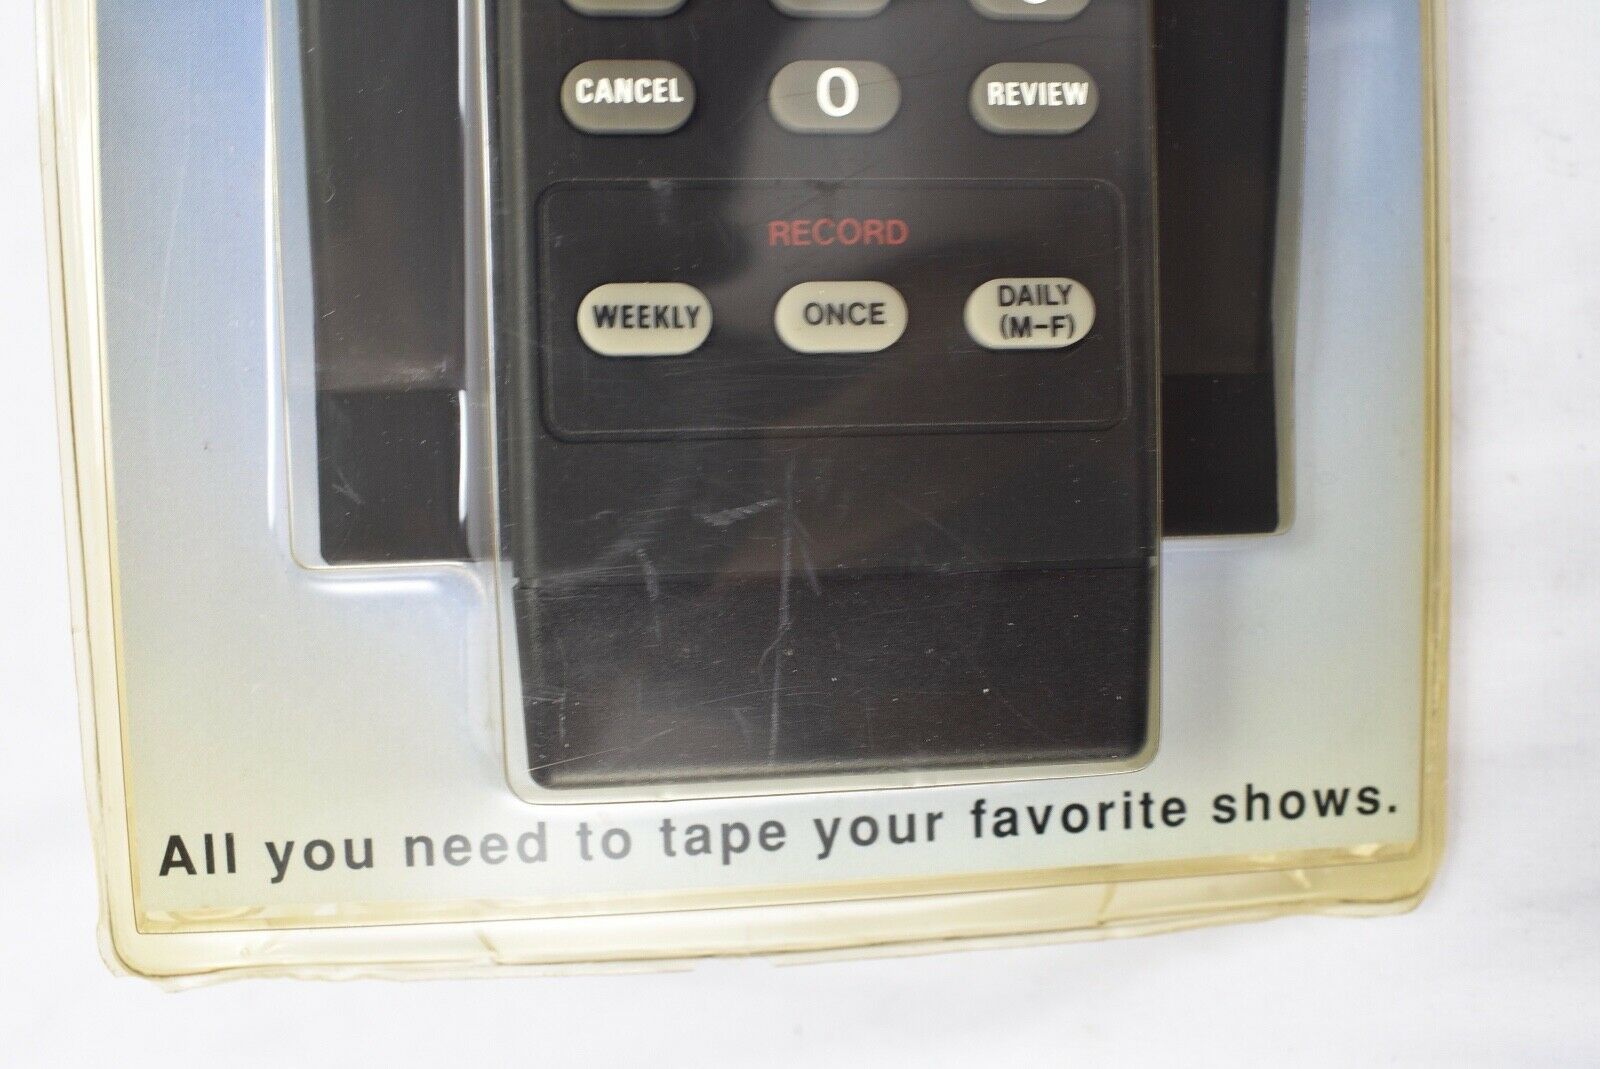 CANCEL 0 REVIEW
RECORD
WEEKLY ONCE DAILY
(M-F)
All you need to tape your favorite shows.